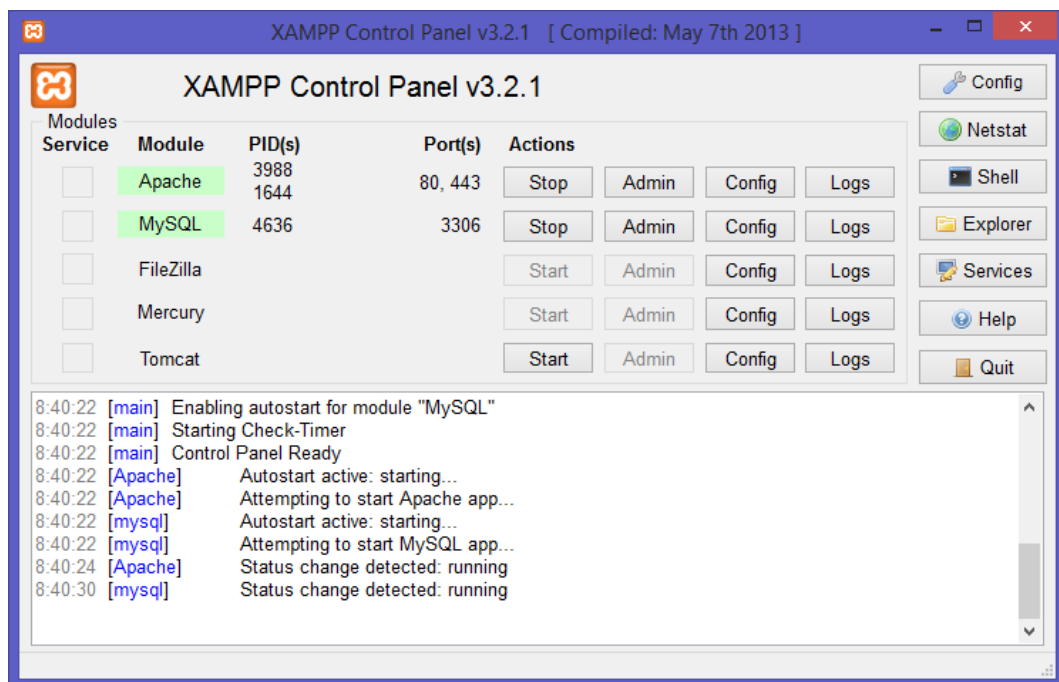 XAMPP Control Panel v3.2.1 [ Compiled: May 7th 2013 ]
XAMPP Control Panel v3.2.1
Config
Netstat
Shell
Explorer
Services
Help
Quit
Modules
Service Module PID(s) Port(s) Actions
Apache 3988 1644 80, 443 Stop Admin Config Logs
MySQL 4636 3306 Stop Admin Config Logs
FileZilla Start Admin Config Logs
Mercury Start Admin Config Logs
Tomcat Start Admin Config Logs
8:40:22 [main] Enabling autostart for module "MySQL"
8:40:22 [main] Starting Check-Timer
8:40:22 [main] Control Panel Ready
8:40:22 [Apache] Autostart active: starting...
8:40:22 [Apache] Attempting to start Apache app...
8:40:22 [mysql] Autostart active: starting...
8:40:22 [mysql] Attempting to start MySQL app...
8:40:24 [Apache] Status change detected: running
8:40:30 [mysql] Status change detected: running